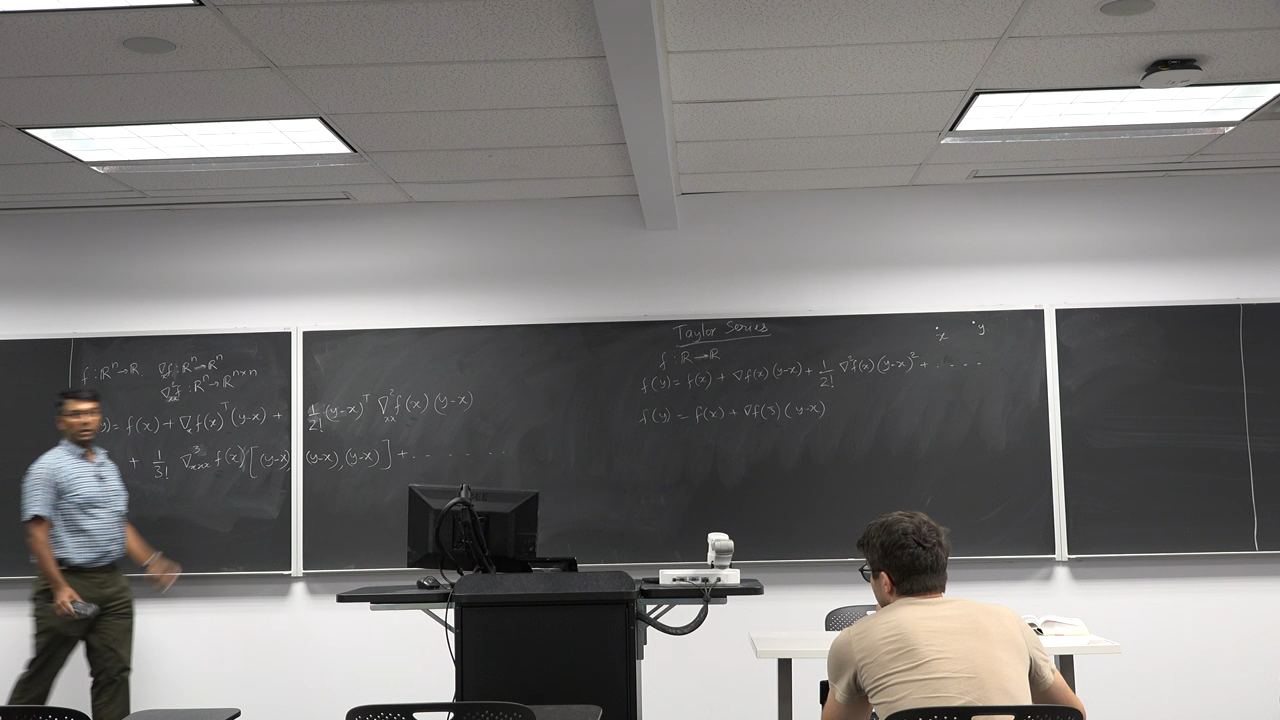 f : ℝⁿ→ℝ ∇ₓf : ℝⁿ→ℝⁿ
∇²ₓₓf : ℝⁿ→ℝⁿˣⁿ
y) = f(x) + ∇ₓf(x)ᵀ(y-x) + 1/2! (y-x)ᵀ ∇²ₓₓf(x)(y-x)
+ 1/3! ∇³ₓₓₓf(x)[(y-x), (y-x), (y-x)] + . . . . . . .
Taylor Series
x y
f : ℝ→ℝ
f(y) = f(x) + ∇f(x)(y-x) + 1/2! ∇²f(x)(y-x)² + . . . . .
f(y) = f(x) + ∇f(z)(y-x)